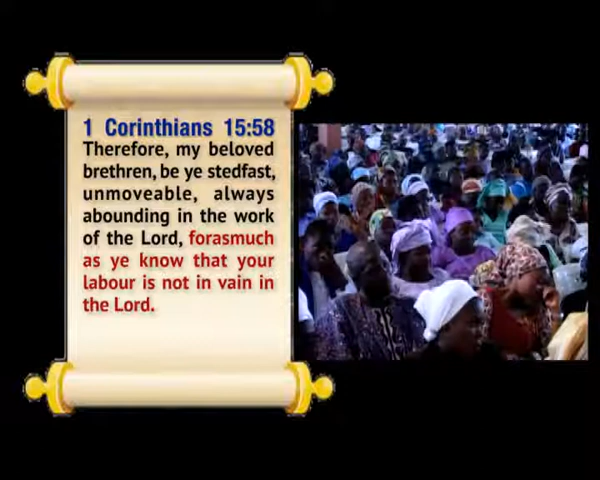 1 Corinthians 15:58
Therefore, my beloved
brethren, be ye stedfast,
unmoveable, always
abounding in the work
of the Lord, forasmuch
as ye know that your
labour is not in vain in
the Lord.